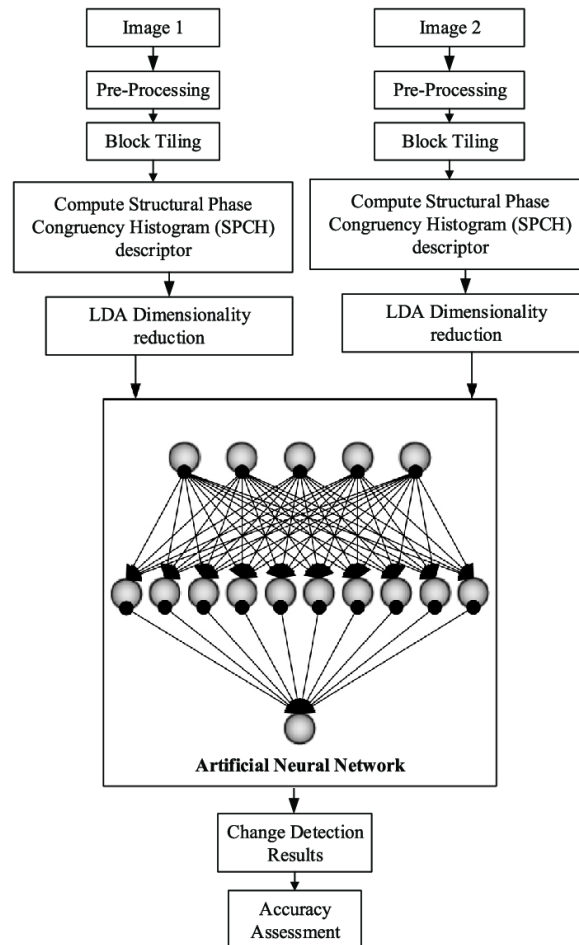 Image 1
Image 2
Pre-Processing
Pre-Processing
Block Tiling
Block Tiling
Compute Structural Phase
Congruency Histogram (SPCH)
descriptor
Compute Structural Phase
Congruency Histogram (SPCH)
descriptor
LDA Dimensionality
reduction
LDA Dimensionality
reduction
Artificial Neural Network
Change Detection
Results
Accuracy
Assessment